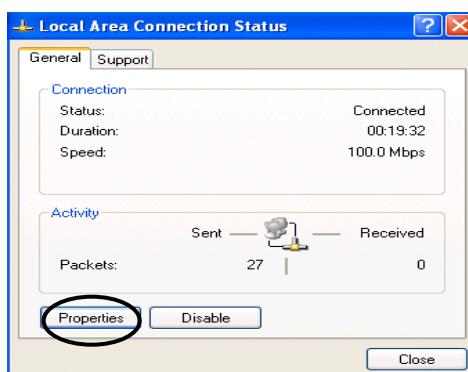 Local Area Connection Status
General Support
Connection
Status: Connected
Duration: 00:19:32
Speed: 100.0 Mbps
Activity
Sent — — Received
Packets: 27 | 0
Properties Disable
Close